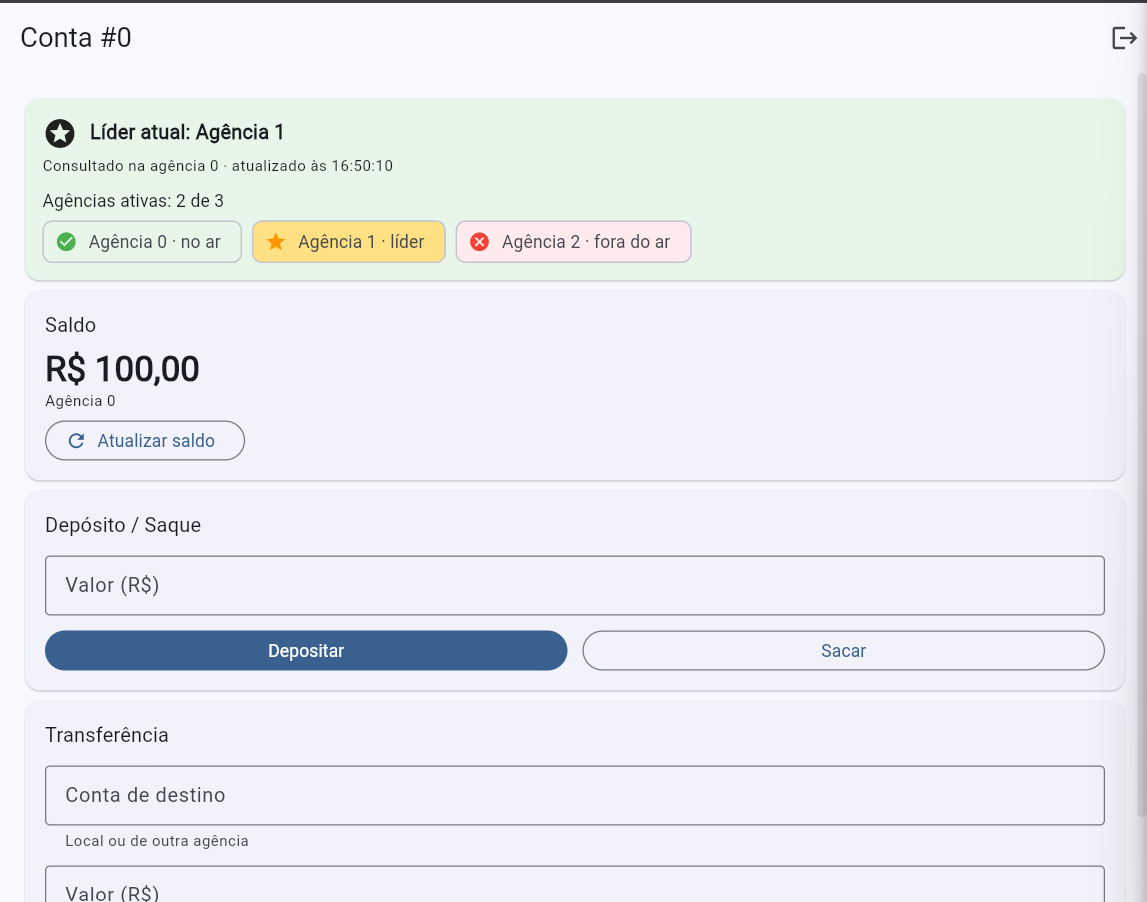 Conta #0
Líder atual: Agência 1
Consultado na agência 0 · atualizado às 16:50:10
Agências ativas: 2 de 3
Agência 0 · no ar
Agência 1 · líder
Agência 2 · fora do ar
Saldo
R$ 100,00
Agência 0
Atualizar saldo
Depósito / Saque
Valor (R$)
Depositar
Sacar
Transferência
Conta de destino
Local ou de outra agência
Valor (R$)